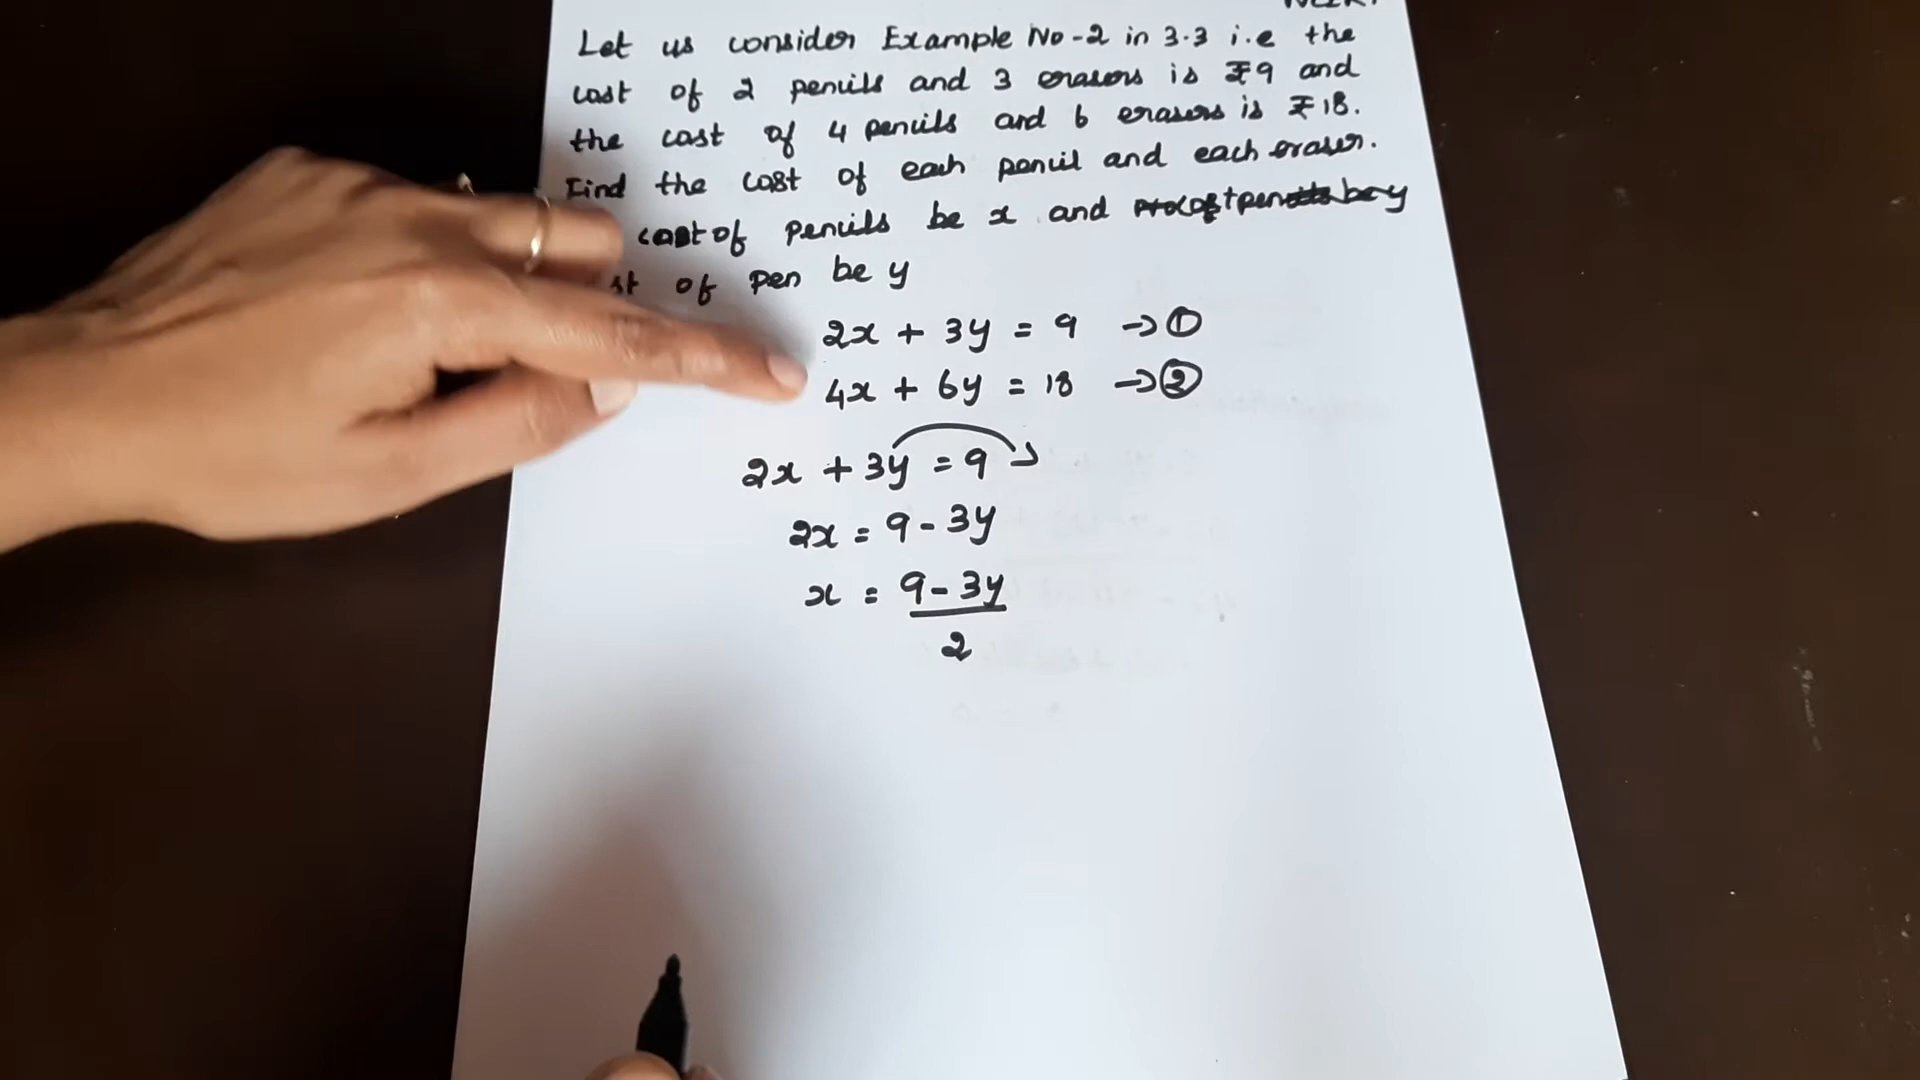 Let us consider Example No-2 in 3.3 i.e the
cost of 2 pencils and 3 erasers is ₹9 and
the cost of 4 pencils and 6 erasers is ₹18.
Find the cost of each pencil and each eraser.
cost of pencils be x and be y
of pen be y
2x + 3y = 9 → ①
4x + 6y = 18 → ②
2x + 3y = 9
2x = 9 - 3y
x = 9 - 3y
2